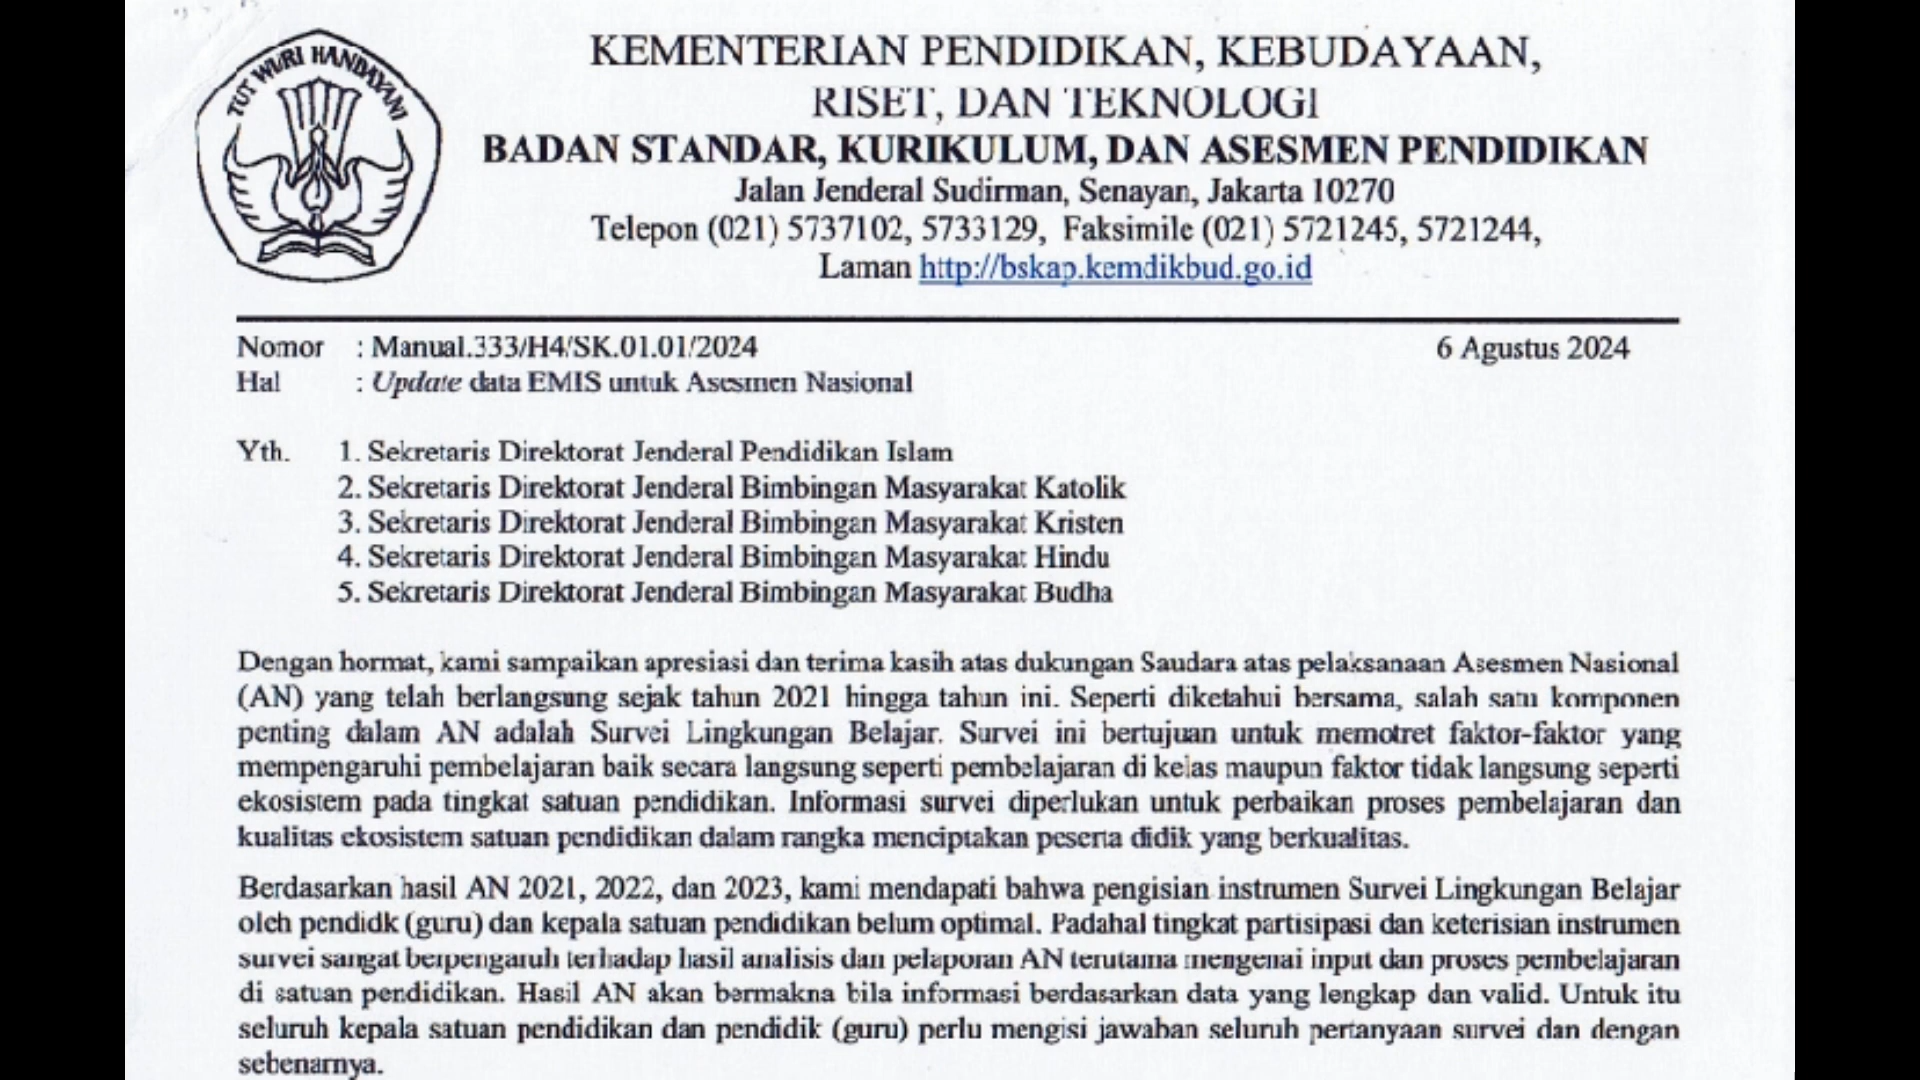 TUT WURI HANDAYANI
KEMENTERIAN PENDIDIKAN, KEBUDAYAAN,
RISET, DAN TEKNOLOGI
BADAN STANDAR, KURIKULUM, DAN ASESMEN PENDIDIKAN
Jalan Jenderal Sudirman, Senayan, Jakarta 10270
Telepon (021) 5737102, 5733129, Faksimile (021) 5721245, 5721244,
Laman http://bskap.kemdikbud.go.id
Nomor : Manual.333/H4/SK.01.01/2024 6 Agustus 2024
Hal : Update data EMIS untuk Asesmen Nasional
Yth. 1. Sekretaris Direktorat Jenderal Pendidikan Islam
2. Sekretaris Direktorat Jenderal Bimbingan Masyarakat Katolik
3. Sekretaris Direktorat Jenderal Bimbingan Masyarakat Kristen
4. Sekretaris Direktorat Jenderal Bimbingan Masyarakat Hindu
5. Sekretaris Direktorat Jenderal Bimbingan Masyarakat Budha
Dengan hormat, kami sampaikan apresiasi dan terima kasih atas dukungan Saudara atas pelaksanaan Asesmen Nasional
(AN) yang telah berlangsung sejak tahun 2021 hingga tahun ini. Seperti diketahui bersama, salah satu komponen
penting dalam AN adalah Survei Lingkungan Belajar. Survei ini bertujuan untuk memotret faktor-faktor yang
mempengaruhi pembelajaran baik secara langsung seperti pembelajaran di kelas maupun faktor tidak langsung seperti
ekosistem pada tingkat satuan pendidikan. Informasi survei diperlukan untuk perbaikan proses pembelajaran dan
kualitas ekosistem satuan pendidikan dalam rangka menciptakan peserta didik yang berkualitas.
Berdasarkan hasil AN 2021, 2022, dan 2023, kami mendapati bahwa pengisian instrumen Survei Lingkungan Belajar
oleh pendidk (guru) dan kepala satuan pendidikan belum optimal. Padahal tingkat partisipasi dan keterisian instrumen
survei sangat berpengaruh terhadap hasil analisis dan pelaporan AN terutama mengenai input dan proses pembelajaran
di satuan pendidikan. Hasil AN akan bermakna bila informasi berdasarkan data yang lengkap dan valid. Untuk itu
seluruh kepala satuan pendidikan dan pendidik (guru) perlu mengisi jawaban seluruh pertanyaan survei dan dengan
sebenarnya.